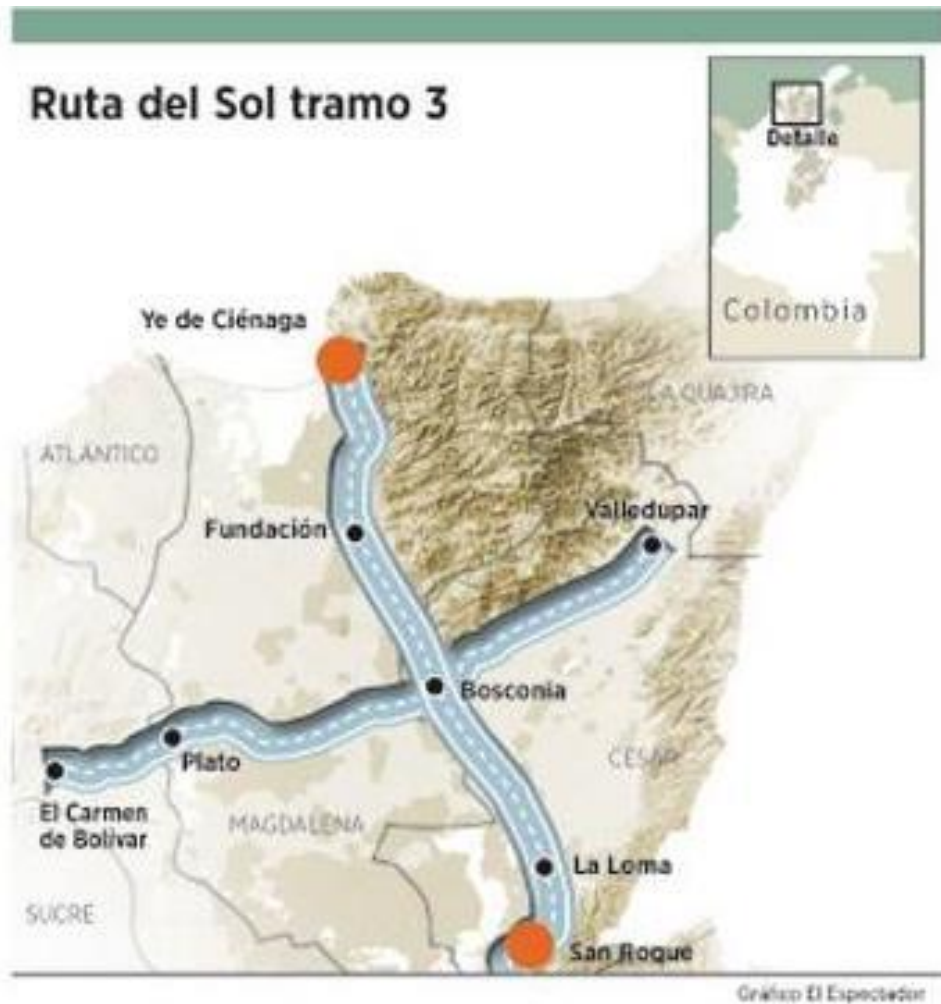 Ruta del Sol tramo 3
Detalle
Colombia
Ye de Ciénaga
LA GUAJIRA
ATLANTICO
Valledupar
Fundación
Bosconia
Plato
CESAR
El Carmen
de Bolívar
MAGDALENA
La Loma
SUCRE
San Roque
Gráfico El Espectador